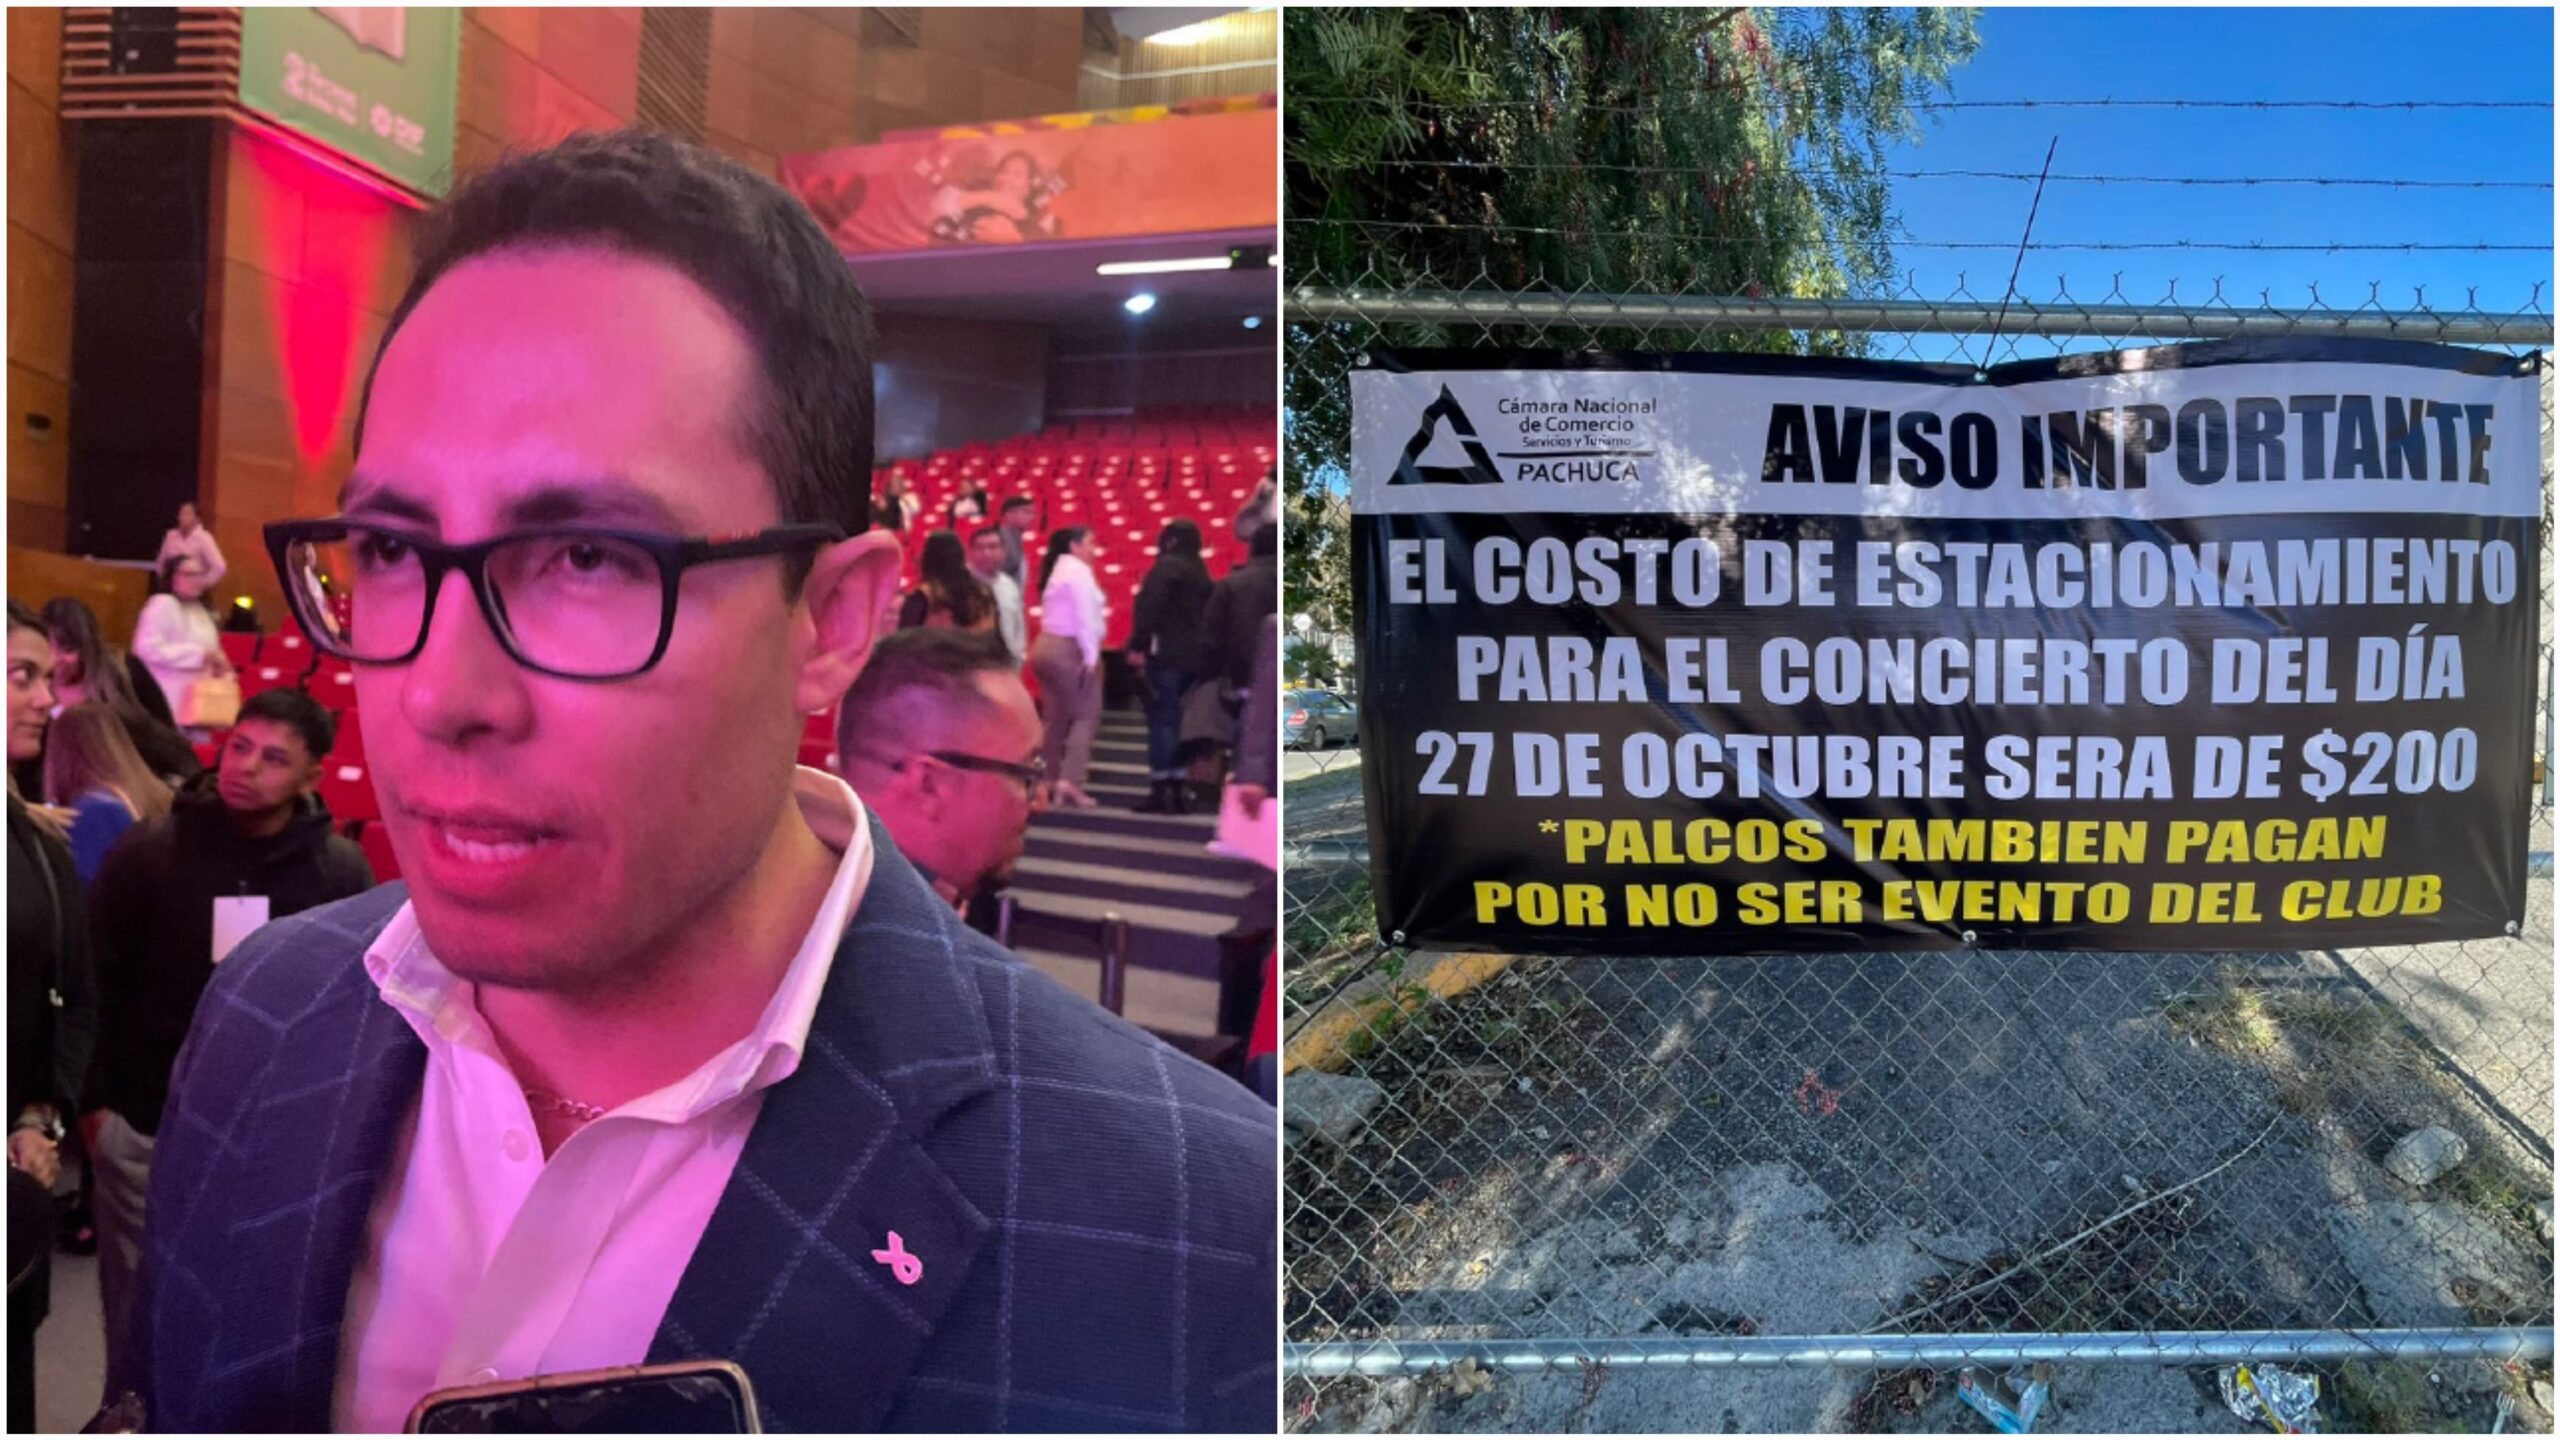 Cámara Nacional
de Comercio
Servicios y Turismo
PACHUCA
AVISO IMPORTANTE
EL COSTO DE ESTACIONAMIENTO
PARA EL CONCIERTO DEL DÍA
27 DE OCTUBRE SERA DE $200
*PALCOS TAMBIEN PAGAN
POR NO SER EVENTO DEL CLUB